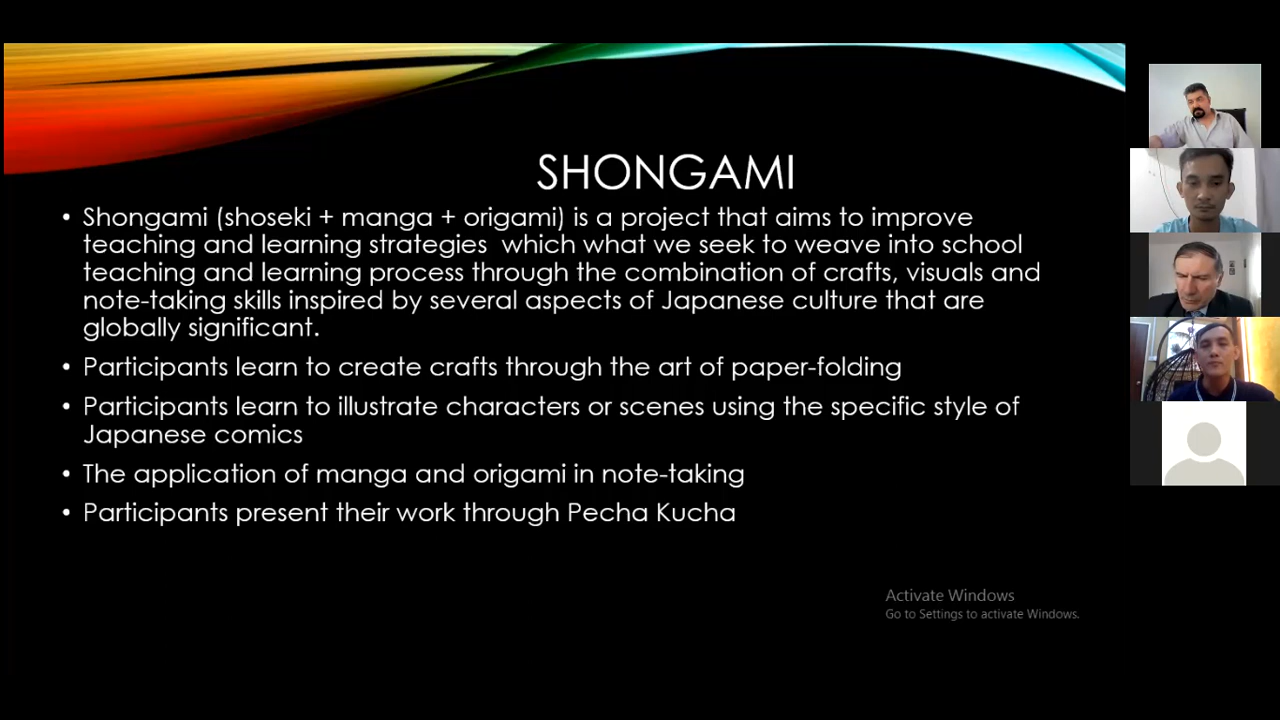 SHONGAMI
• Shongami (shoseki + manga + origami) is a project that aims to improve
teaching and learning strategies which what we seek to weave into school
teaching and learning process through the combination of crafts, visuals and
note-taking skills inspired by several aspects of Japanese culture that are
globally significant.
• Participants learn to create crafts through the art of paper-folding
• Participants learn to illustrate characters or scenes using the specific style of
Japanese comics
• The application of manga and origami in note-taking
• Participants present their work through Pecha Kucha
Activate Windows
Go to Settings to activate Windows.